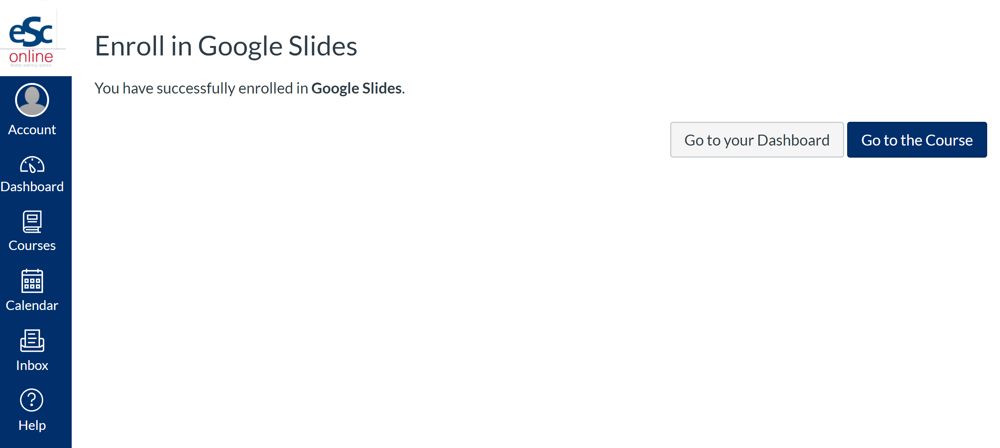 eSc
online
flexible learning options
Enroll in Google Slides
You have successfully enrolled in Google Slides.
Go to your Dashboard
Go to the Course
Account
Dashboard
Courses
Calendar
Inbox
Help